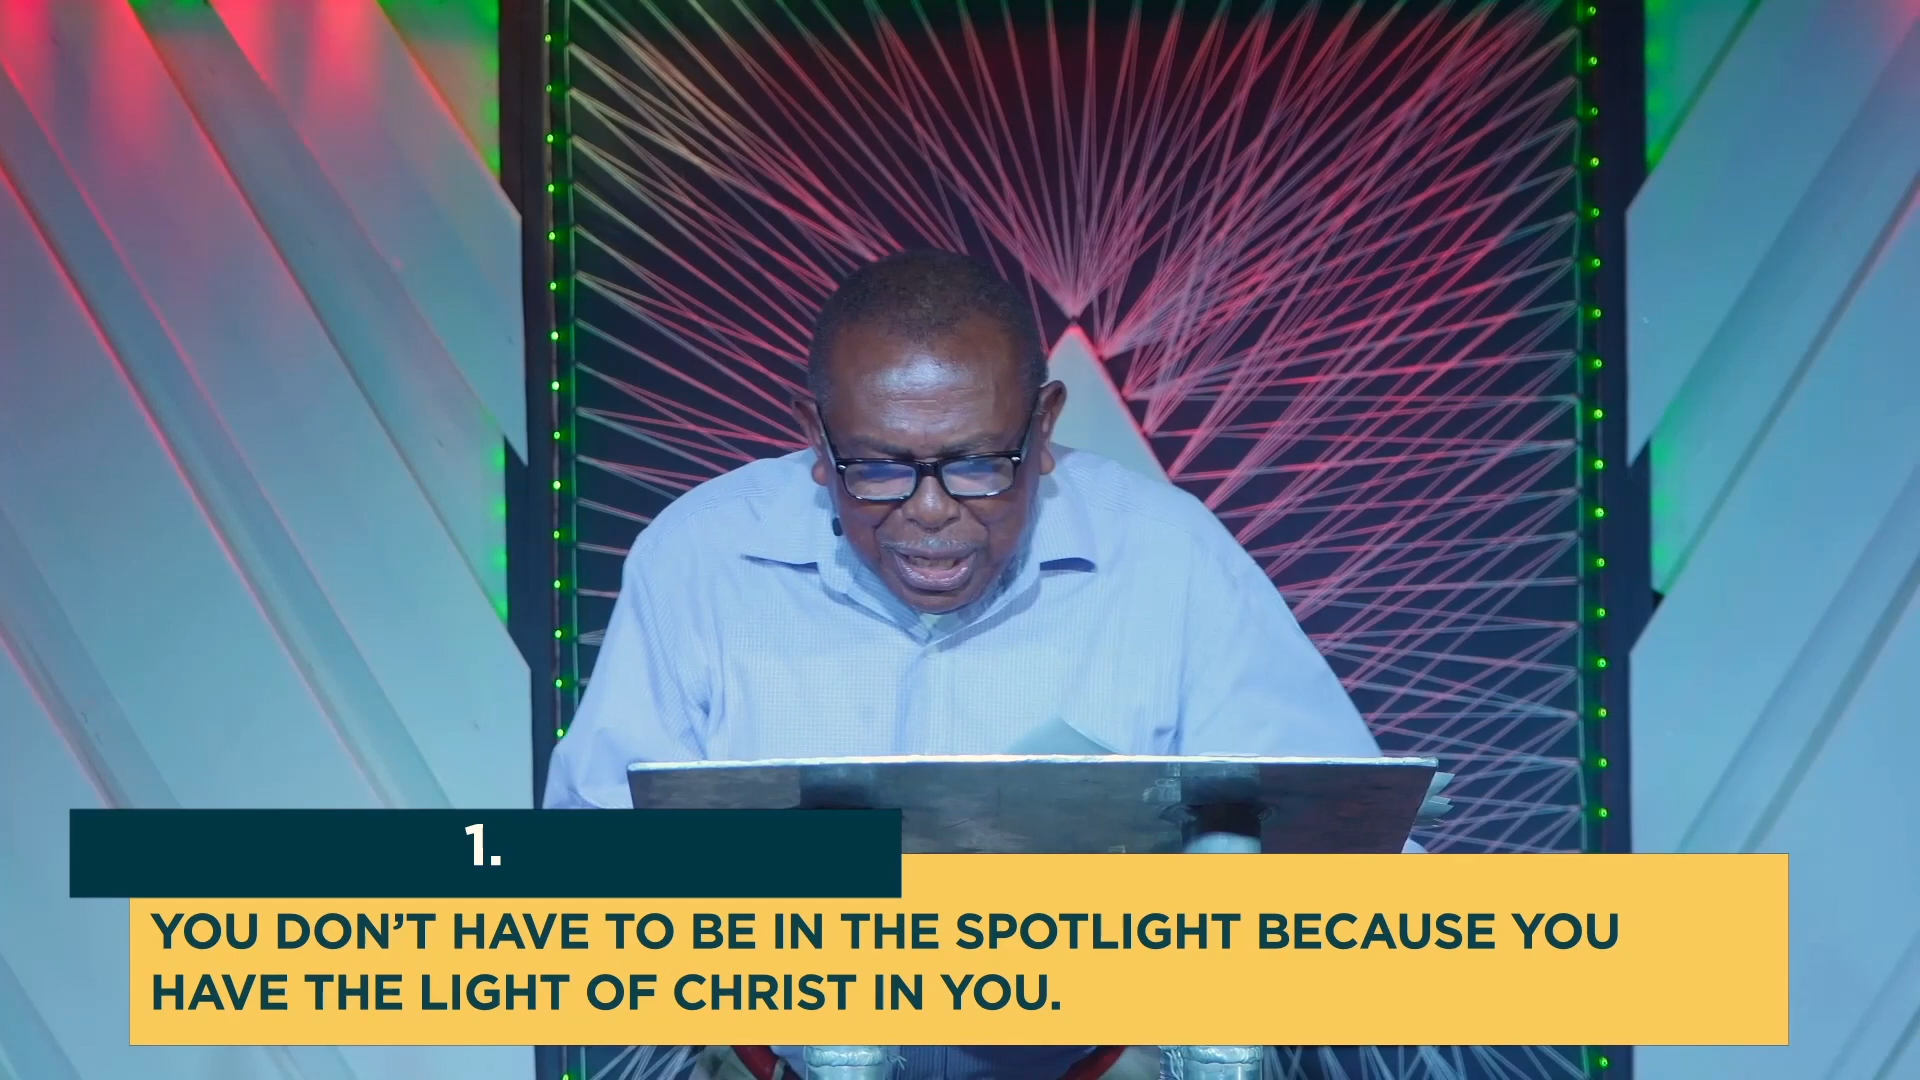 1.
YOU DON’T HAVE TO BE IN THE SPOTLIGHT BECAUSE YOU
HAVE THE LIGHT OF CHRIST IN YOU.